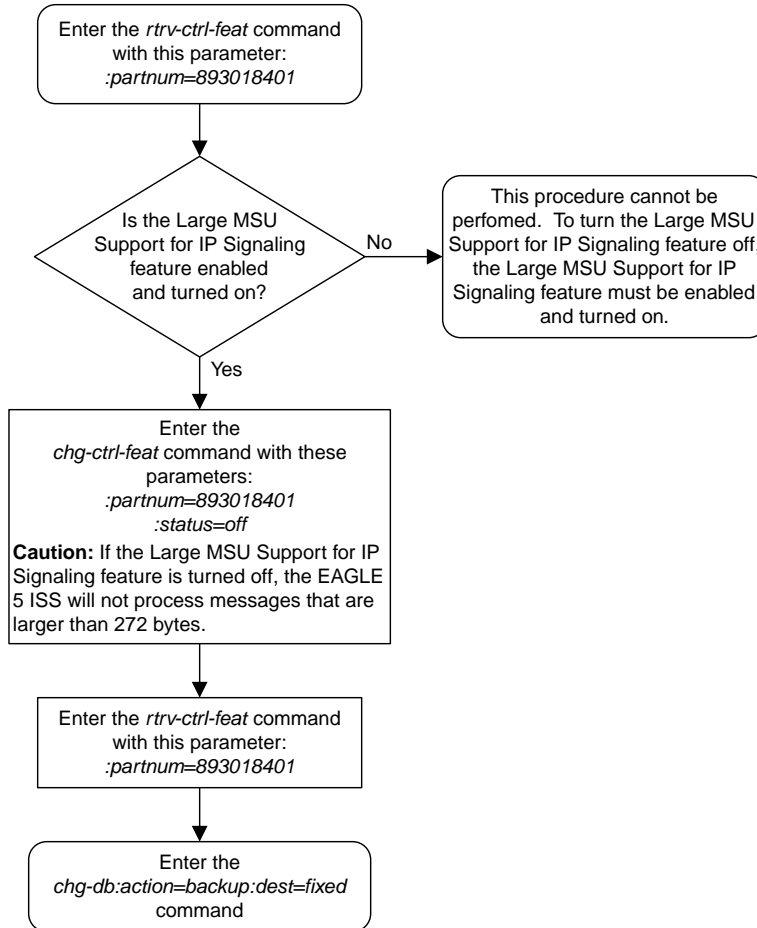 Enter the rtrv-ctrl-feat command
with this parameter:
:partnum=893018401
Is the Large MSU
Support for IP Signaling
feature enabled
and turned on?
No
This procedure cannot be
perfomed. To turn the Large MSU
Support for IP Signaling feature off,
the Large MSU Support for IP
Signaling feature must be enabled
and turned on.
Yes
Enter the
chg-ctrl-feat command with these
parameters:
:partnum=893018401
:status=off
Caution: If the Large MSU Support for IP
Signaling feature is turned off, the EAGLE
5 ISS will not process messages that are
larger than 272 bytes.
Enter the rtrv-ctrl-feat command
with this parameter:
:partnum=893018401
Enter the
chg-db:action=backup:dest=fixed
command